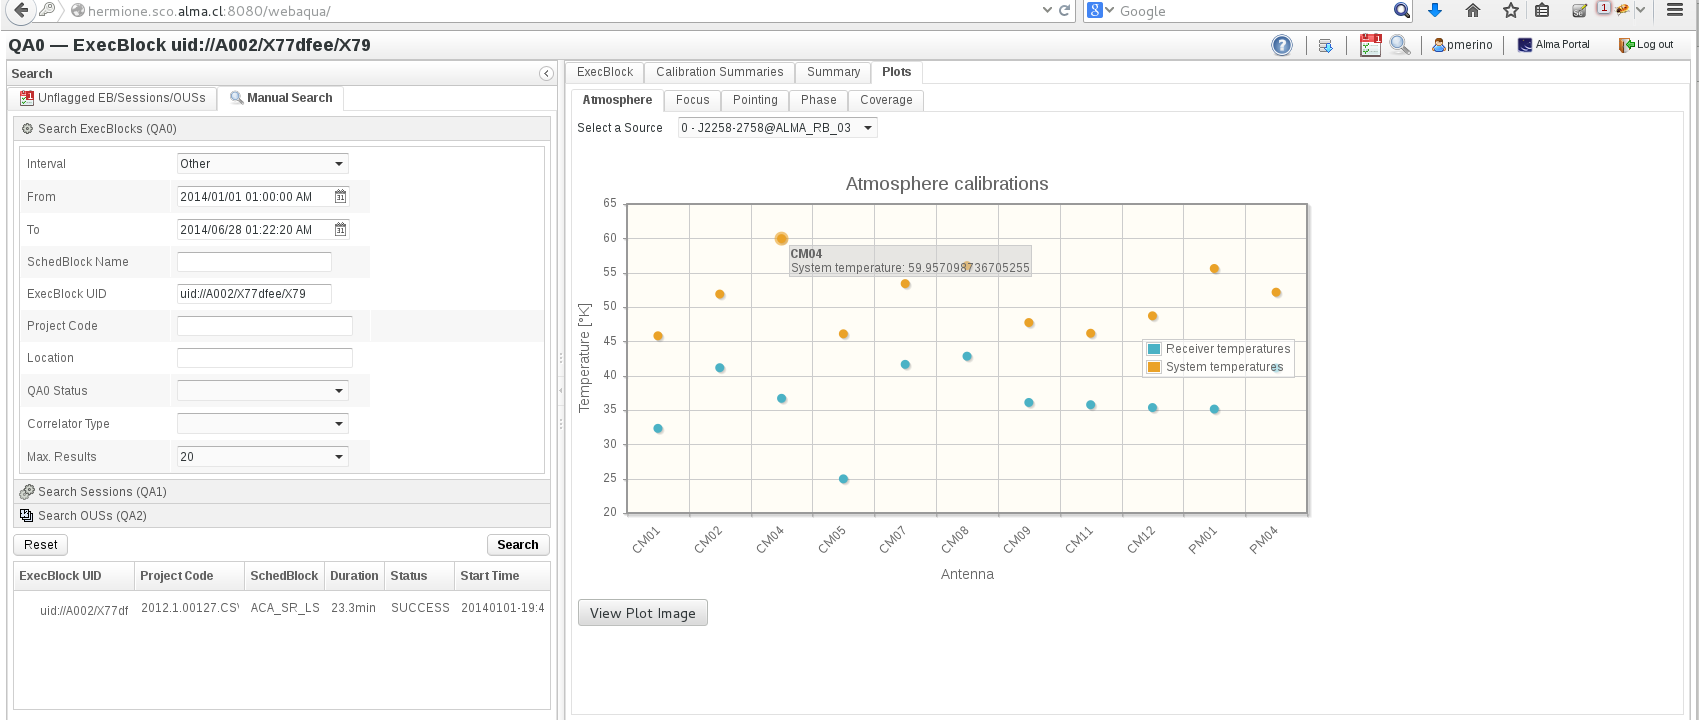 hermione.sco.alma.cl:8080/webaqua/
Google
1
QA0 — ExecBlock uid://A002/X77dfee/X79
pmerino
Alma Portal
Log out
Search
Unflagged EB/Sessions/OUSs
Manual Search
Search ExecBlocks (QA0)
Interval
Other
From
2014/01/01 01:00:00 AM
To
2014/06/28 01:22:20 AM
SchedBlock Name
ExecBlock UID
uid://A002/X77dfee/X79
Project Code
Location
QA0 Status
Correlator Type
Max. Results
20
Search Sessions (QA1)
Search OUSs (QA2)
Reset
Search
ExecBlock UID Project Code SchedBlock Duration Status Start Time
uid://A002/X77df 2012.1.00127.CSV ACA_SR_LS 23.3min SUCCESS 20140101-19:4
ExecBlock Calibration Summaries Summary Plots
Atmosphere Focus Pointing Phase Coverage
Select a Source 0 - J2258-2758@ALMA_RB_03
Atmosphere calibrations
65
60
55
50
45
40
35
30
25
20
Temperature [°K]
CM04
System temperature: 59.957098736705255
Receiver temperatures
System temperatures
CM01 CM02 CM04 CM05 CM07 CM08 CM09 CM11 CM12 PM01 PM04
Antenna
View Plot Image